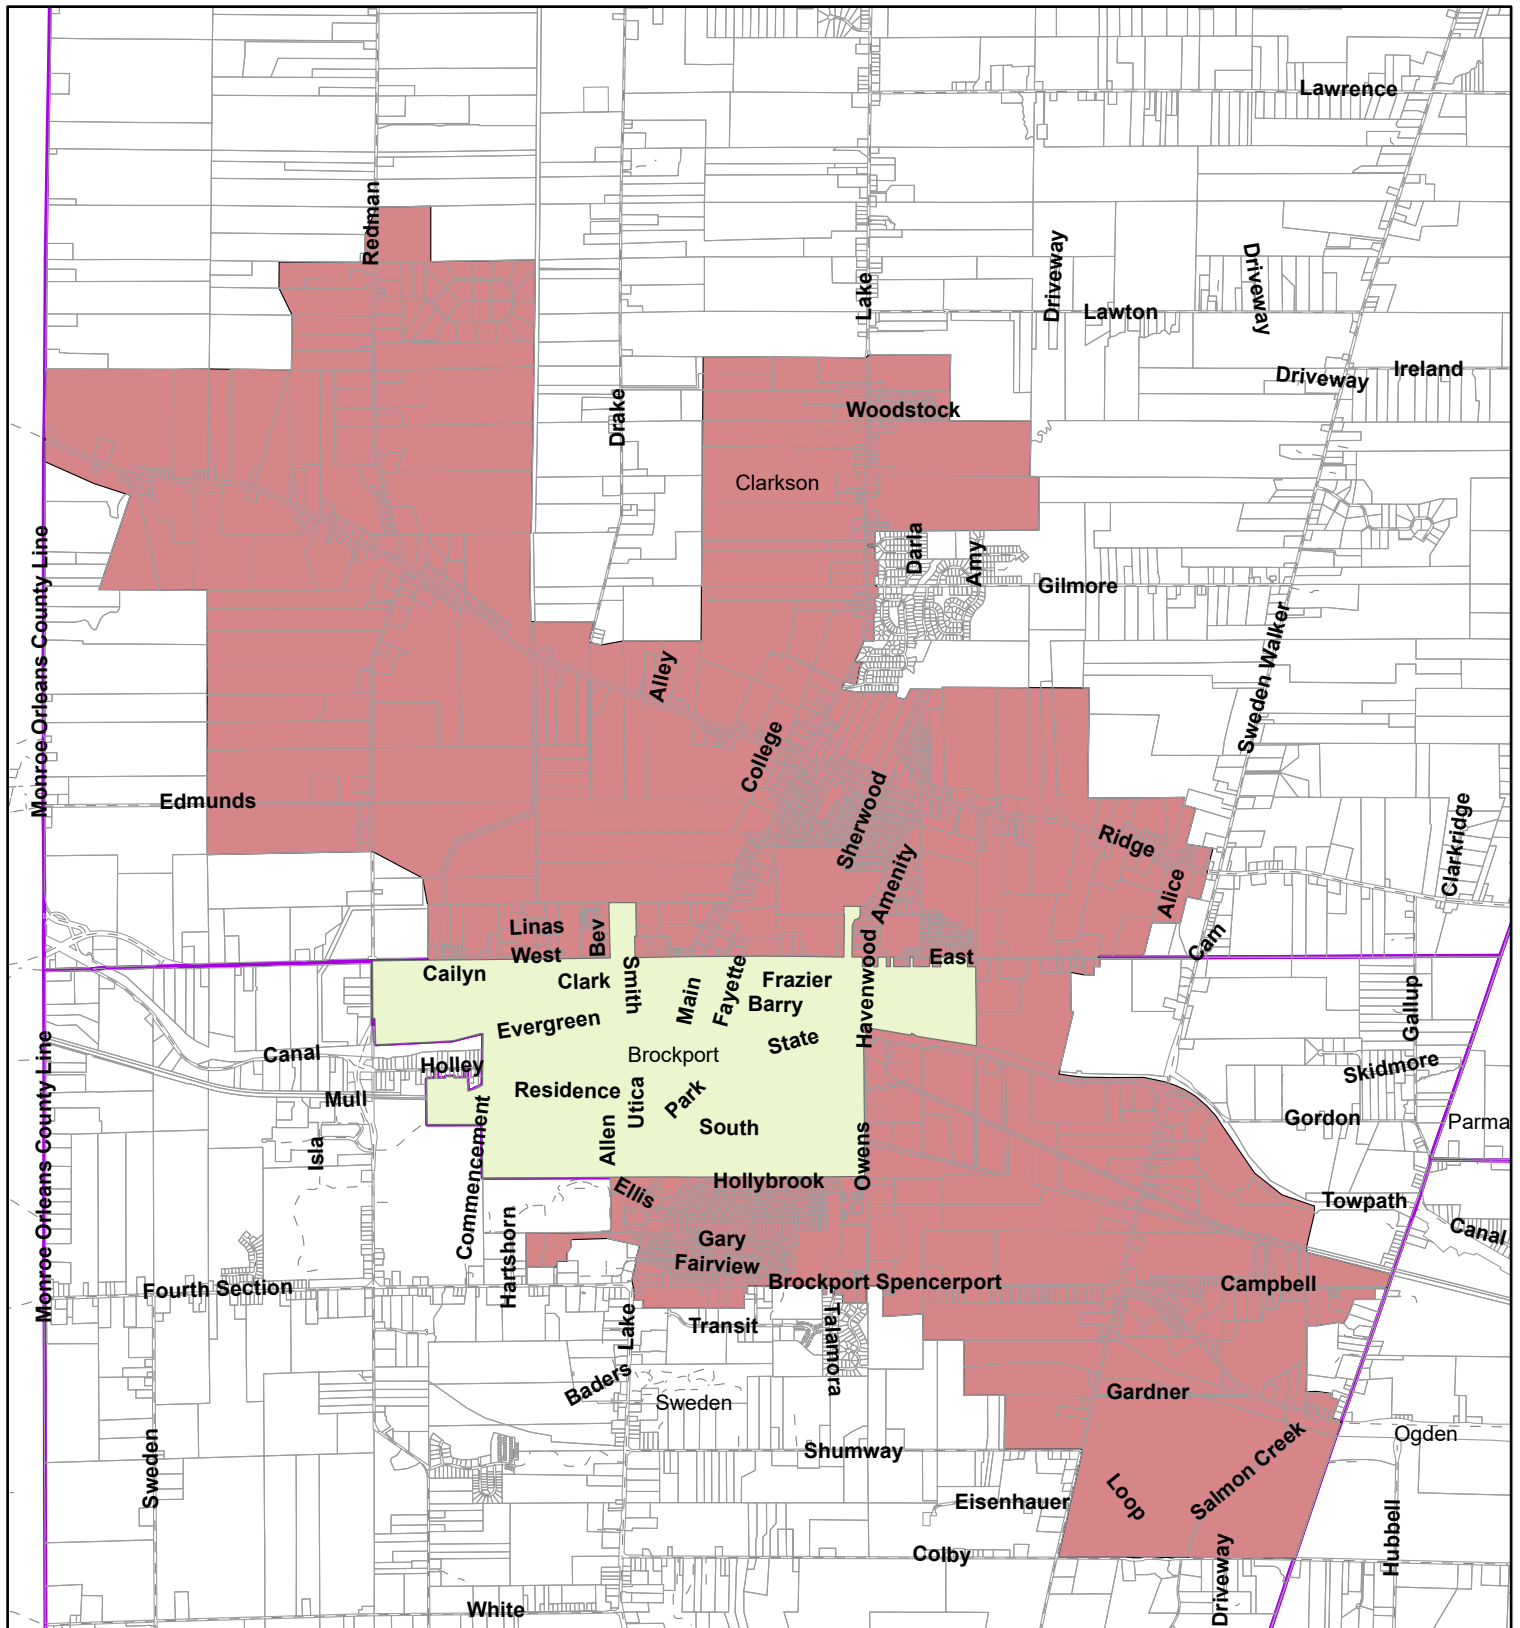 Lawrence
Redman
Driveway
Driveway
Lake
Lawton
Ireland
Driveway
Drake
Woodstock
Clarkson
Darla
Amy
Gilmore
Monroe Orleans County Line
Sweden Walker
Alley
College
Edmunds
Sherwood
Ridge
Clarkridge
Amenity
Alice
Linas
Bev
West
Havenwood
East
Cam
Cailyn
Clark
Smith
Main
Fayette
Frazier
Barry
Gallup
Evergreen
State
Canal
Brockport
Holley
Skidmore
Monroe Orleans County Line
Mull
Residence
Utica
Park
Gordon
Parma
Isla
Commencement
Allen
South
Owens
Ellis
Hollybrook
Towpath
Canal
Hartshorn
Gary
Fairview
Fourth Section
Brockport Spencerport
Campbell
Lake
Transit
Talamora
Baders
Sweden
Gardner
Ogden
Sweden
Shumway
Salmon Creek
Loop
Eisenhauer
Hubbell
Colby
Driveway
White